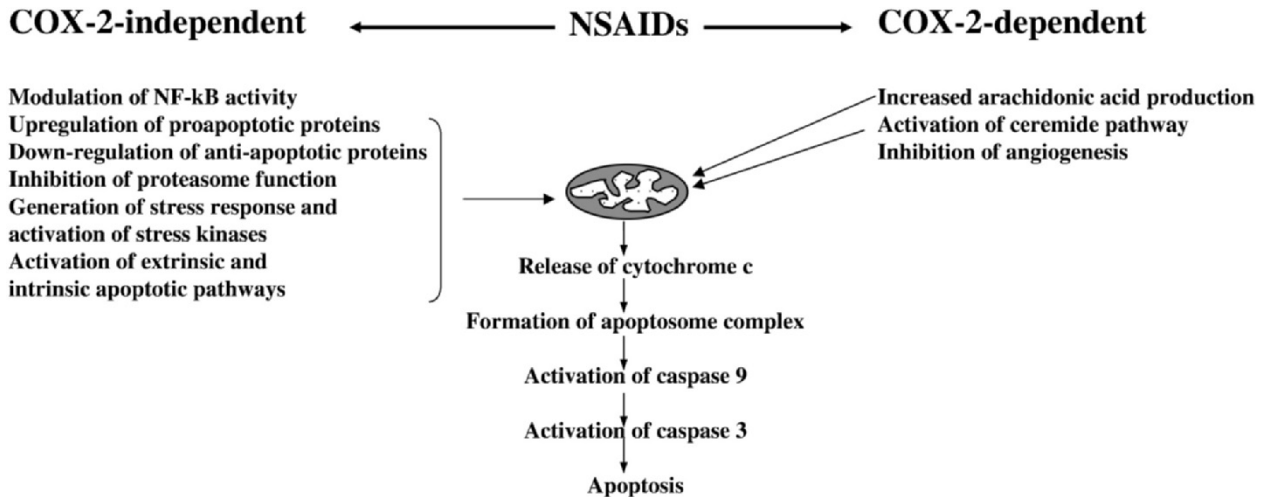 COX-2-independent
NSAIDs
COX-2-dependent
Modulation of NF-kB activity
Upregulation of proapoptotic proteins
Down-regulation of anti-apoptotic proteins
Inhibition of proteasome function
Generation of stress response and
activation of stress kinases
Activation of extrinsic and
intrinsic apoptotic pathways
Increased arachidonic acid production
Activation of ceremide pathway
Inhibition of angiogenesis
Release of cytochrome c
Formation of apoptosome complex
Activation of caspase 9
Activation of caspase 3
Apoptosis